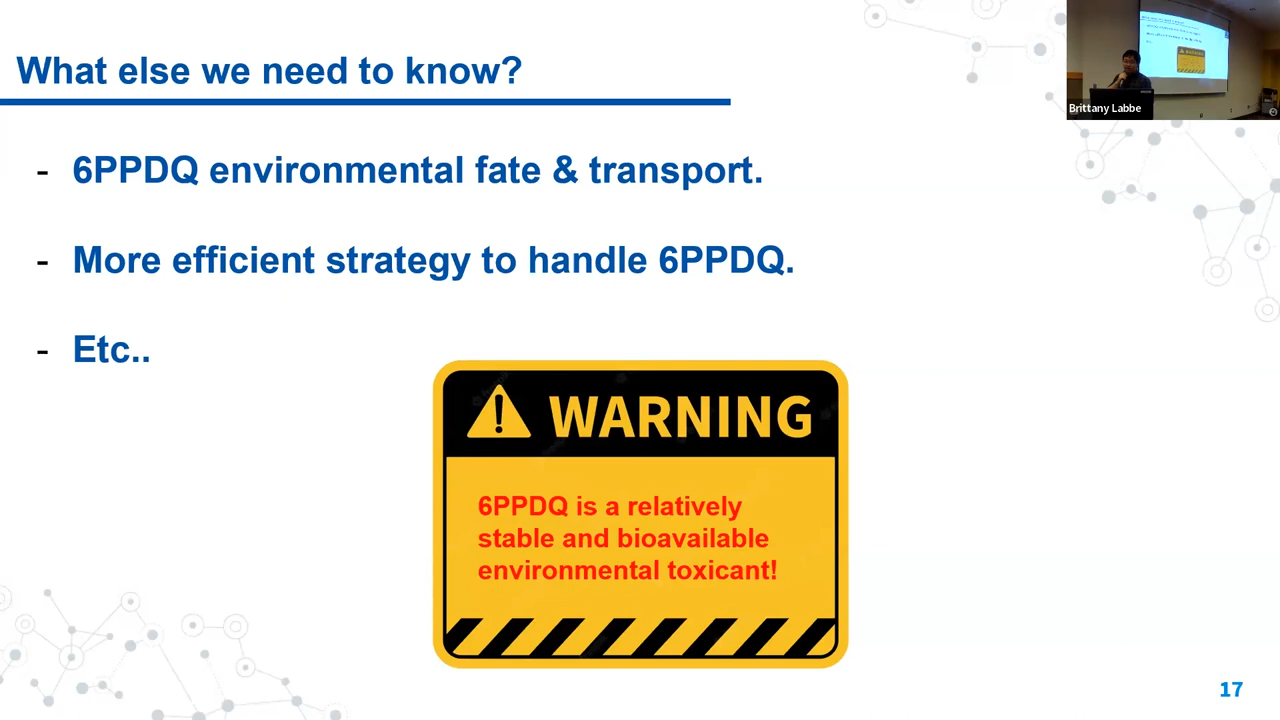 What else we need to know?
Brittany Labbe
- 6PPDQ environmental fate & transport.
- More efficient strategy to handle 6PPDQ.
- Etc..
WARNING
6PPDQ is a relatively
stable and bioavailable
environmental toxicant!
17